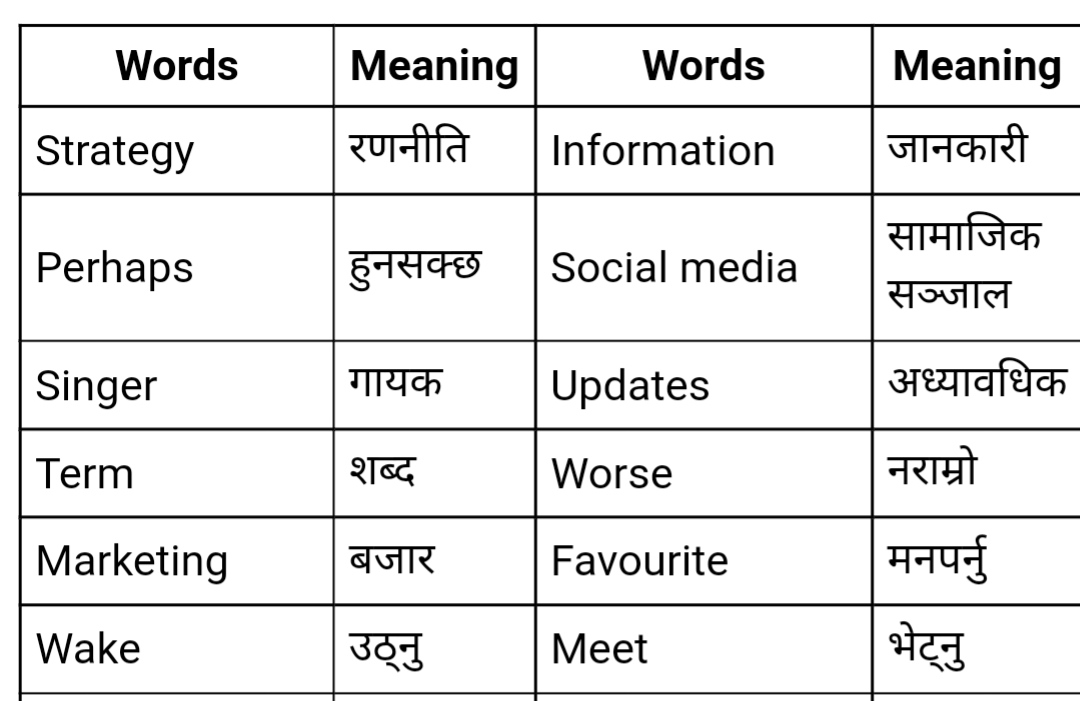 Words Meaning Words Meaning
Strategy रणनीति Information जानकारी
Perhaps हुनसक्छ Social media सामाजिक
सञ्जाल
Singer गायक Updates अध्यावधिक
Term शब्द Worse नराम्रो
Marketing बजार Favourite मनपर्नु
Wake उठ्नु Meet भेट्नु